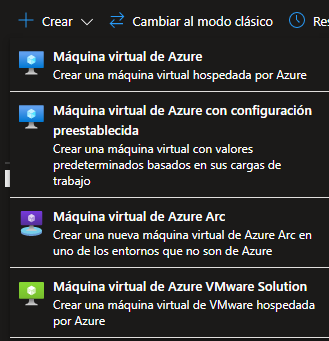 + Crear Cambiar al modo clásico Res
Máquina virtual de Azure
Crear una máquina virtual hospedada por Azure
Máquina virtual de Azure con configuración
preestablecida
Crear una máquina virtual con valores
predeterminados basados en sus cargas de
trabajo
Máquina virtual de Azure Arc
Crear una nueva máquina virtual de Azure Arc en
uno de los entornos que no son de Azure
Máquina virtual de Azure VMware Solution
Crear una máquina virtual de VMware hospedada
por Azure